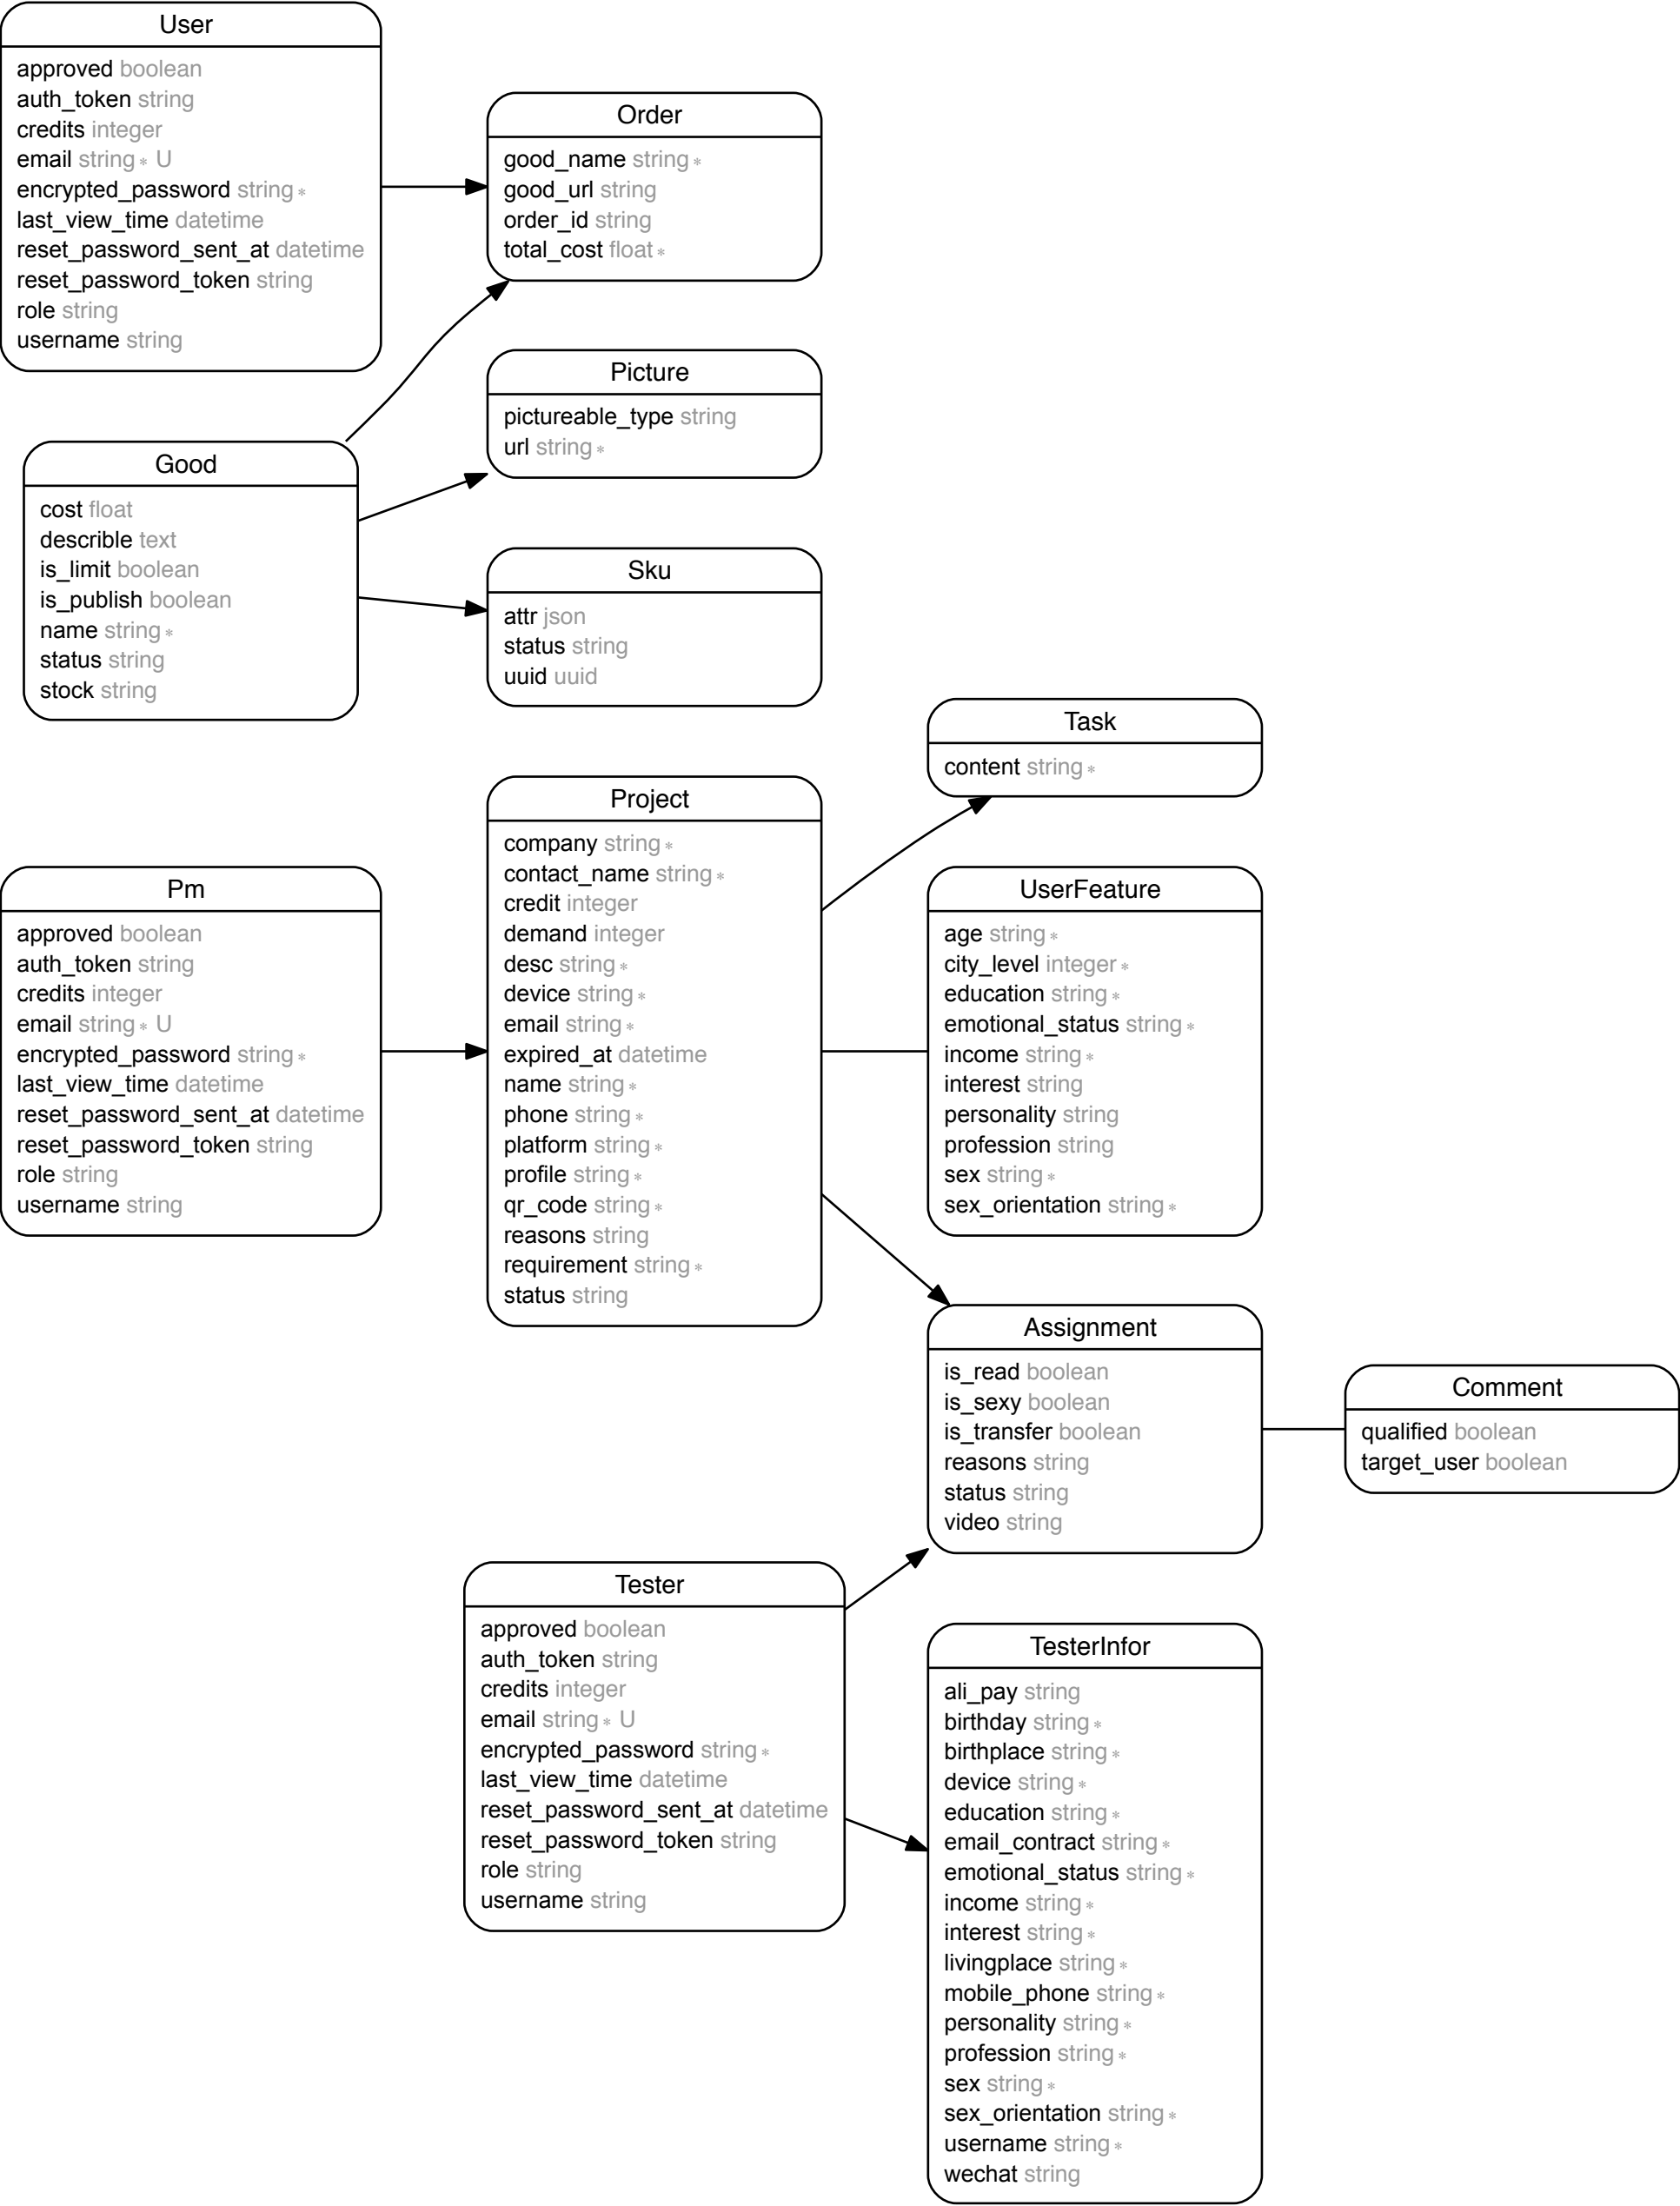 User
approved boolean
auth_token string
credits integer
email string∗ U
encrypted_password string∗
last_view_time datetime
reset_password_sent_at datetime
reset_password_token string
role string
username string
Order
good_name string∗
good_url string
order_id string
total_cost float∗
Picture
pictureable_type string
url string∗
Good
cost float
describle text
is_limit boolean
is_publish boolean
name string∗
status string
stock string
Sku
attr json
status string
uuid uuid
Task
content string∗
Project
company string∗
contact_name string∗
credit integer
demand integer
desc string∗
device string∗
email string∗
expired_at datetime
name string∗
phone string∗
platform string∗
profile string∗
qr_code string∗
reasons string
requirement string∗
status string
Pm
approved boolean
auth_token string
credits integer
email string∗ U
encrypted_password string∗
last_view_time datetime
reset_password_sent_at datetime
reset_password_token string
role string
username string
UserFeature
age string∗
city_level integer∗
education string∗
emotional_status string∗
income string∗
interest string
personality string
profession string
sex string∗
sex_orientation string∗
Assignment
is_read boolean
is_sexy boolean
is_transfer boolean
reasons string
status string
video string
Comment
qualified boolean
target_user boolean
Tester
approved boolean
auth_token string
credits integer
email string∗ U
encrypted_password string∗
last_view_time datetime
reset_password_sent_at datetime
reset_password_token string
role string
username string
TesterInfor
ali_pay string
birthday string∗
birthplace string∗
device string∗
education string∗
email_contract string∗
emotional_status string∗
income string∗
interest string∗
livingplace string∗
mobile_phone string∗
personality string∗
profession string∗
sex string∗
sex_orientation string∗
username string∗
wechat string